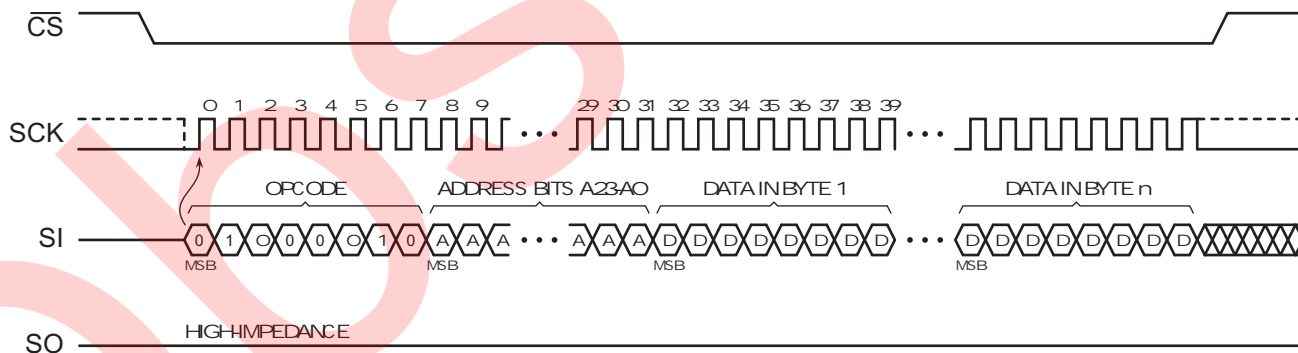 CS
0 1 2 3 4 5 6 7 8 9 29 30 31 32 33 34 35 36 37 38 39
SCK
OPCODE ADDRESS BITS A23-A0 DATA IN BYTE 1 DATA IN BYTE n
SI 0 1 0 0 0 0 1 0 A A A A A A D D D D D D D D D D D D D D D D
MSB MSB MSB MSB
HIGH-IMPEDANCE
SO